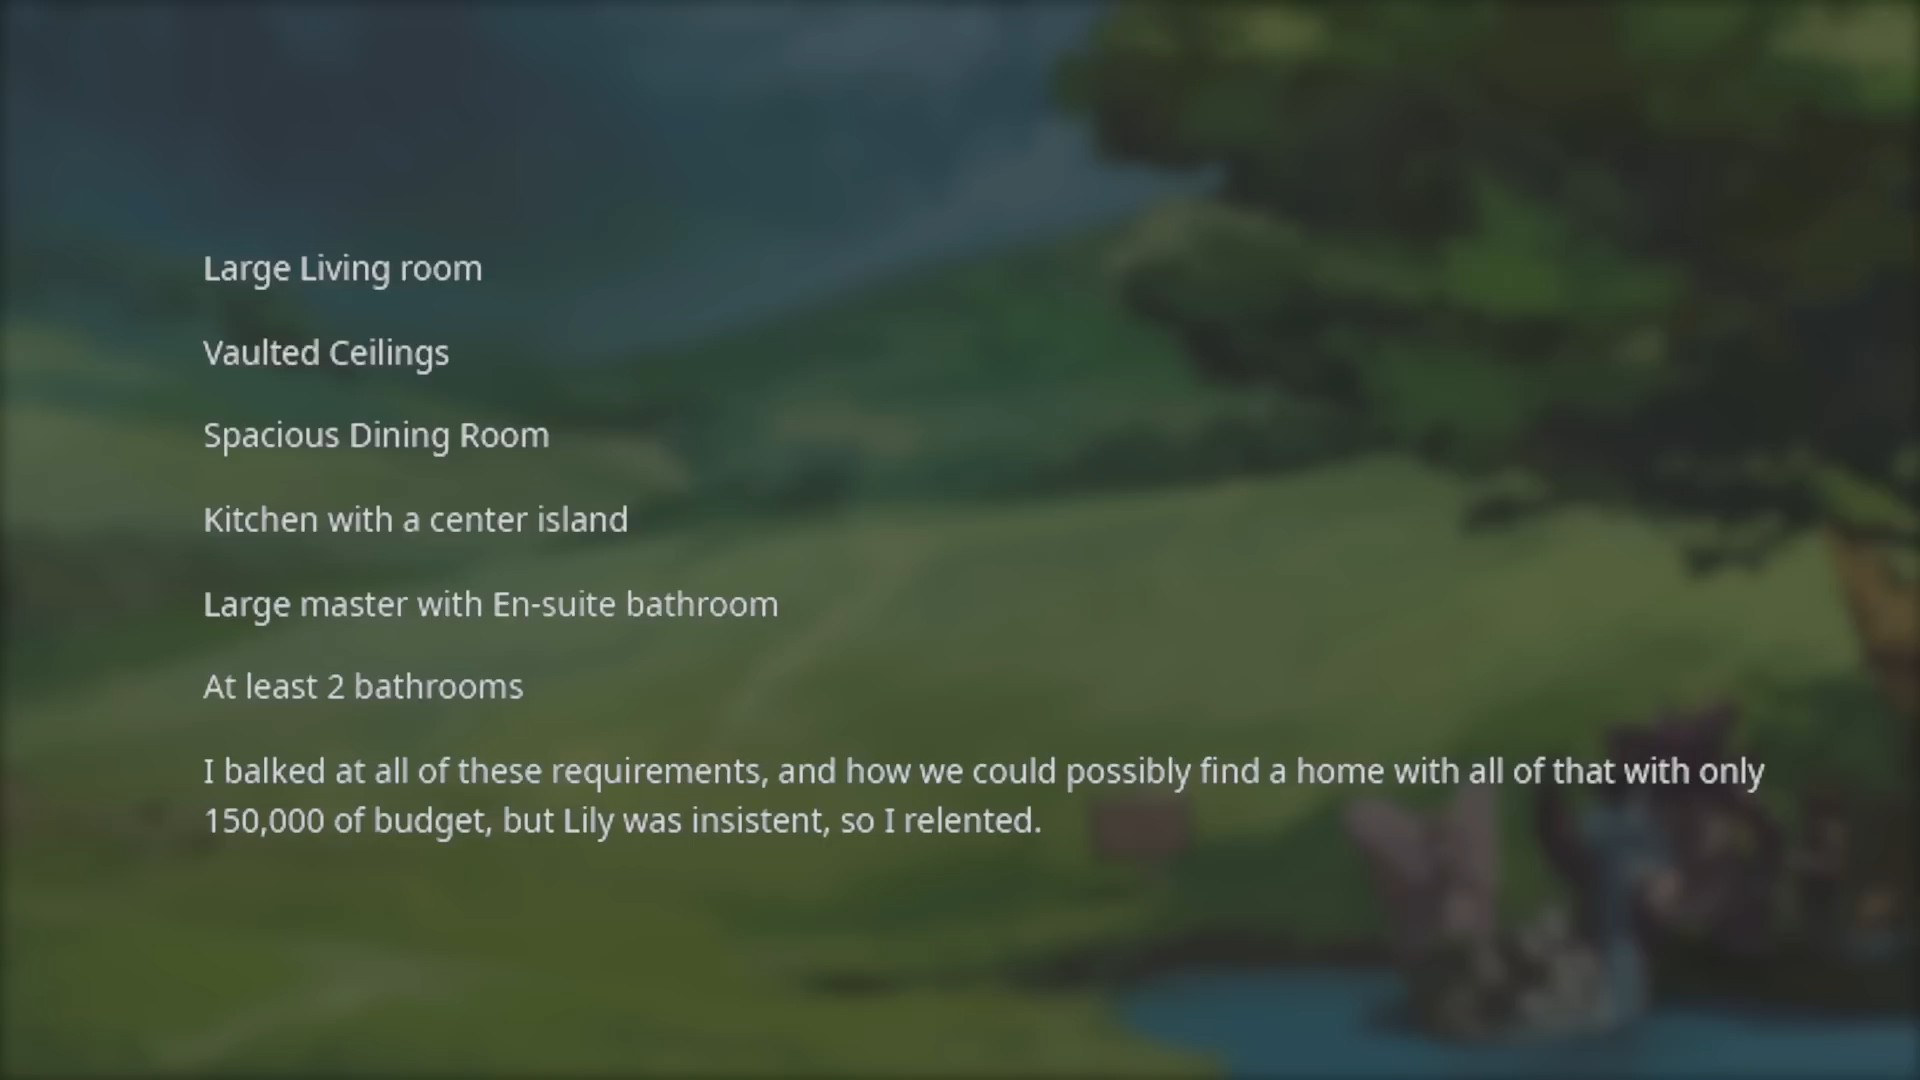 Large Living room
Vaulted Ceilings
Spacious Dining Room
Kitchen with a center island
Large master with En-suite bathroom
At least 2 bathrooms
I balked at all of these requirements, and how we could possibly find a home with all of that with only
150,000 of budget, but Lily was insistent, so I relented.